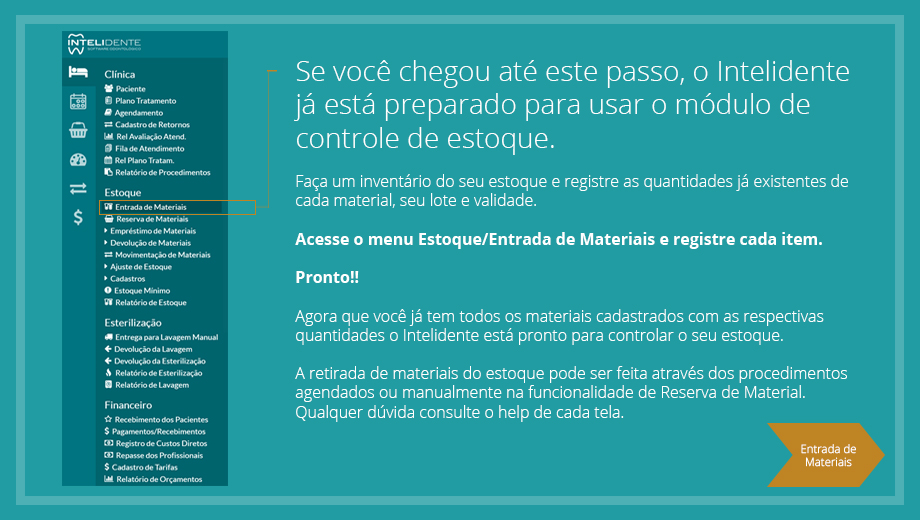 INTELIDENTE
SOFTWARE ODONTOLÓGICO
Clínica
Paciente
Plano Tratamento
Agendamento
Cadastro de Retornos
Rel Avaliação Atend.
Fila de Atendimento
Rel Plano Tratam.
Relatório de Procedimentos
Estoque
Entrada de Materiais
Reserva de Materiais
Empréstimo de Materiais
Devolução de Materiais
Movimentação de Materiais
Ajuste de Estoque
Cadastros
Estoque Mínimo
Relatório de Estoque
Esterilização
Entrega para Lavagem Manual
Devolução da Lavagem
Devolução da Esterilização
Relatório de Esterilização
Relatório de Lavagem
Financeiro
Recebimento dos Pacientes
Pagamentos/Recebimentos
Registro de Custos Diretos
Repasse dos Profissionais
Cadastro de Tarifas
Relatório de Orçamentos
Se você chegou até este passo, o Intelidente
já está preparado para usar o módulo de
controle de estoque.
Faça um inventário do seu estoque e registre as quantidades já existentes de
cada material, seu lote e validade.
Acesse o menu Estoque/Entrada de Materiais e registre cada item.
Pronto!!
Agora que você já tem todos os materiais cadastrados com as respectivas
quantidades o Intelidente está pronto para controlar o seu estoque.
A retirada de materiais do estoque pode ser feita através dos procedimentos
agendados ou manualmente na funcionalidade de Reserva de Material.
Qualquer dúvida consulte o help de cada tela.
Entrada de
Materiais